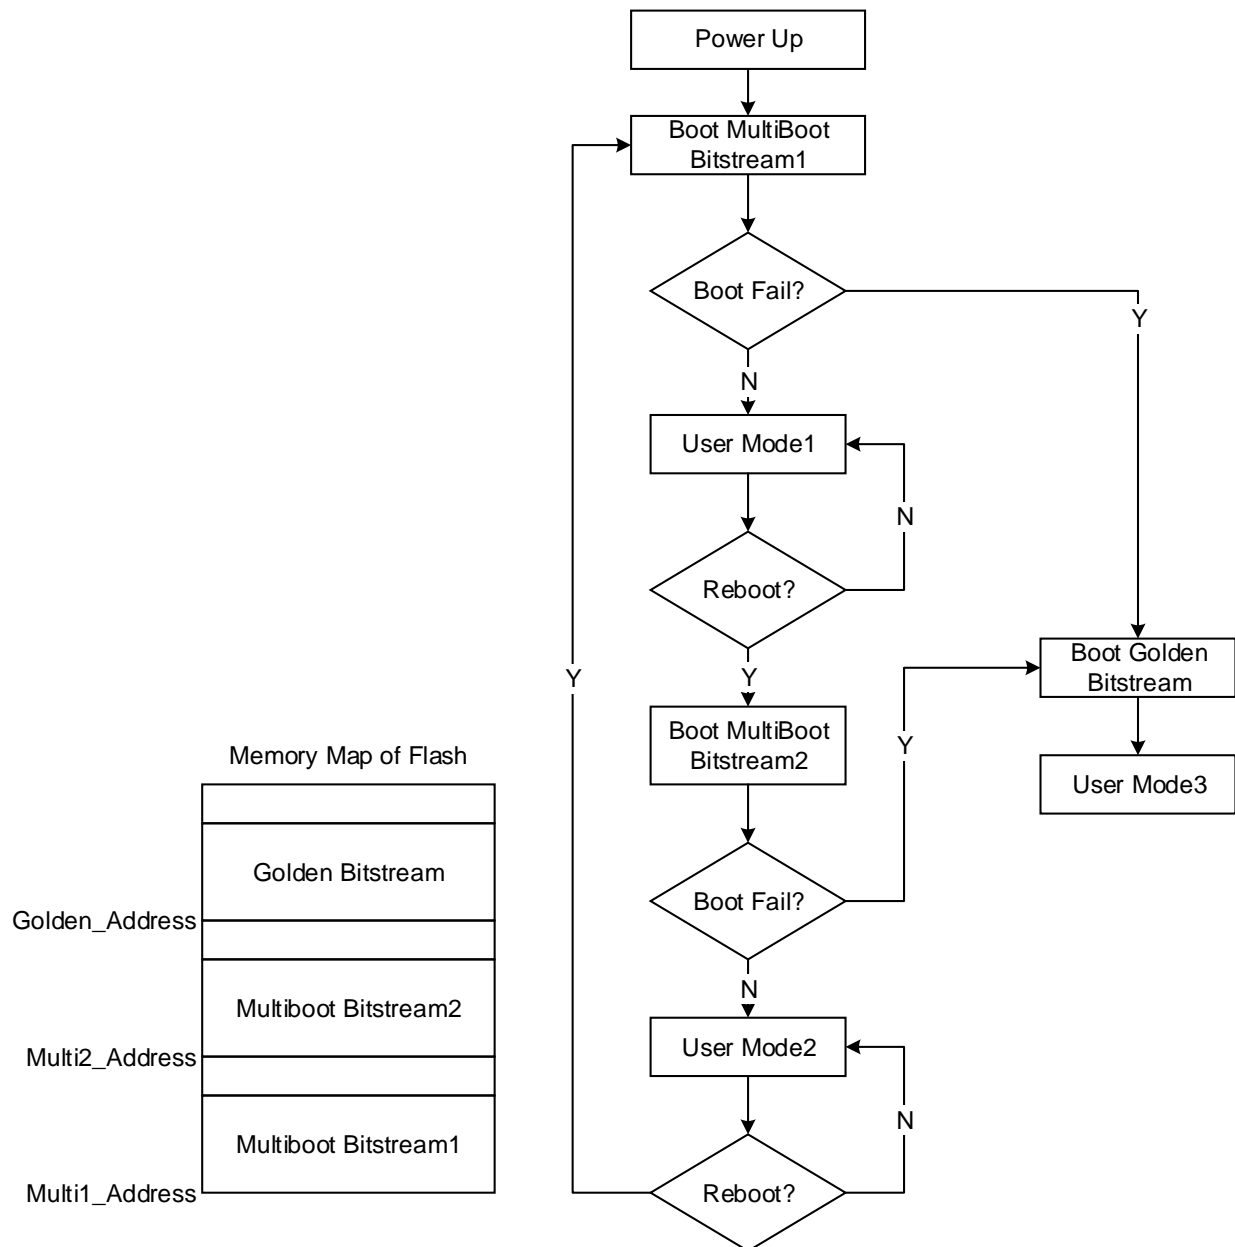 Power Up
Boot MultiBoot
Bitstream1
Boot Fail?
Y
N
User Mode1
N
Reboot?
Y
Y
Boot Golden
Bitstream
Boot MultiBoot
Bitstream2
Y
User Mode3
Boot Fail?
N
User Mode2
N
Reboot?
Memory Map of Flash
Golden Bitstream
Golden_Address
Multiboot Bitstream2
Multi2_Address
Multiboot Bitstream1
Multi1_Address